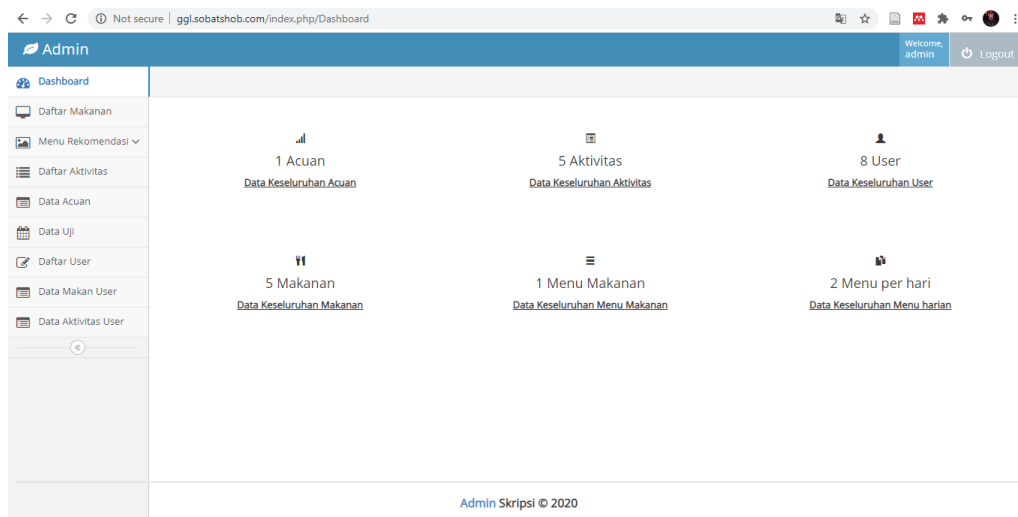 Not secure | ggl.sobatshob.com/index.php/Dashboard
Admin
Welcome,
admin
Logout
Dashboard
Daftar Makanan
Menu Rekomendasi
Daftar Aktivitas
Data Acuan
Data Uji
Daftar User
Data Makan User
Data Aktivitas User
1 Acuan
Data Keseluruhan Acuan
5 Aktivitas
Data Keseluruhan Aktivitas
8 User
Data Keseluruhan User
5 Makanan
Data Keseluruhan Makanan
1 Menu Makanan
Data Keseluruhan Menu Makanan
2 Menu per hari
Data Keseluruhan Menu harian
Admin Skripsi © 2020